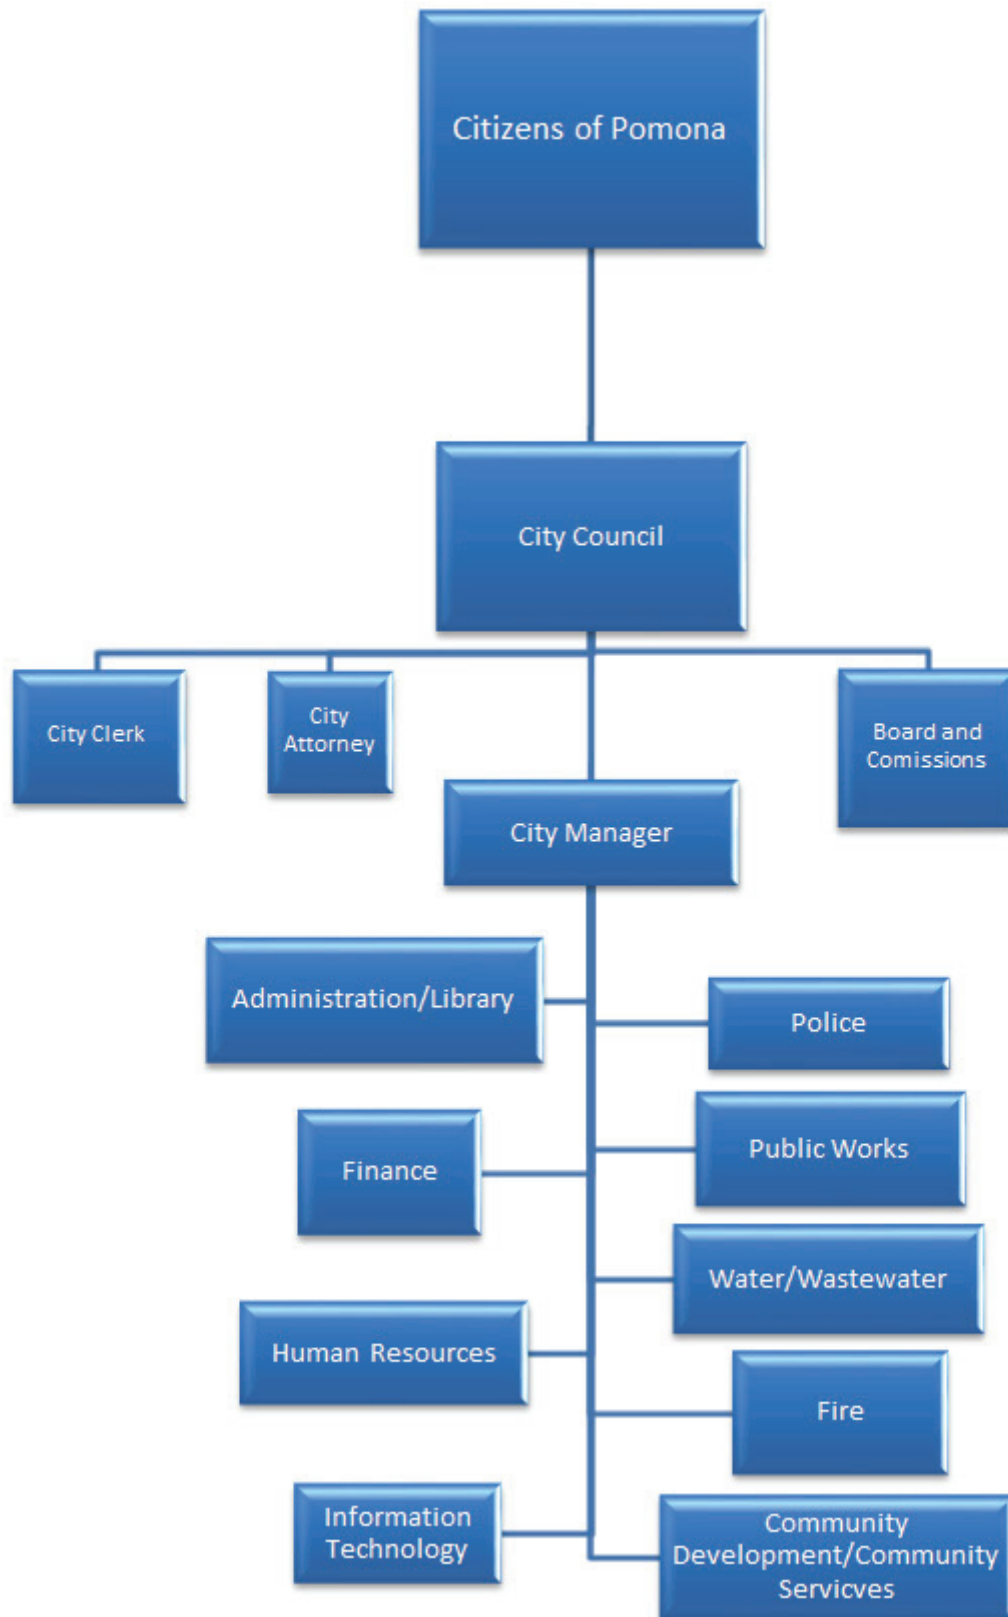 Citizens of Pomona
City Council
City Clerk
City
Attorney
Board and
Comissions
City Manager
Administration/Library
Police
Finance
Public Works
Water/Wastewater
Human Resources
Fire
Information
Technology
Community
Development/Community
Servicves